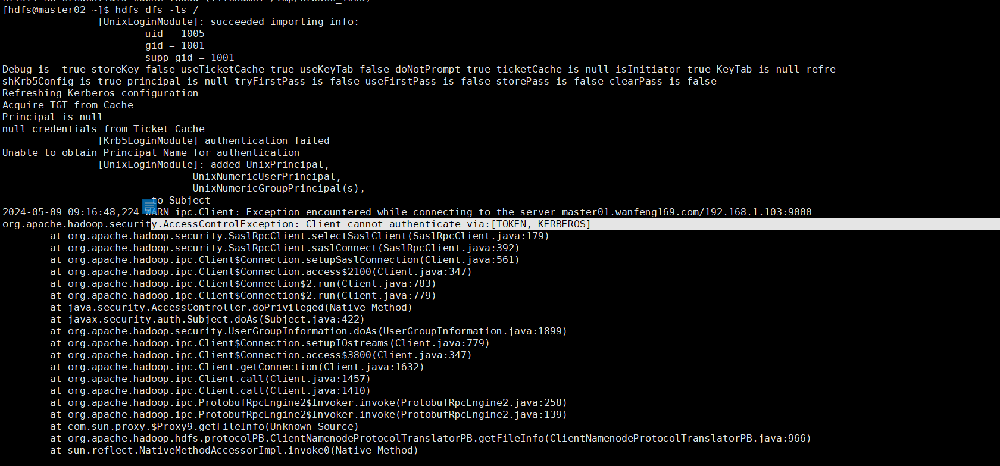 klist: No credentials cache found (filename: /tmp/krb5cc_1005)
[hdfs@master02 ~]$ hdfs dfs -ls /
[UnixLoginModule]: succeeded importing info:
uid = 1005
gid = 1001
supp gid = 1001
Debug is  true storeKey false useTicketCache true useKeyTab false doNotPrompt true ticketCache is null isInitiator true KeyTab is null refre
shKrb5Config is true principal is null tryFirstPass is false useFirstPass is false storePass is false clearPass is false
Refreshing Kerberos configuration
Acquire TGT from Cache
Principal is null
null credentials from Ticket Cache
[Krb5LoginModule] authentication failed
Unable to obtain Principal Name for authentication
[UnixLoginModule]: added UnixPrincipal,
UnixNumericUserPrincipal,
UnixNumericGroupPrincipal(s),
to Subject
2024-05-09 09:16:48,224 WARN ipc.Client: Exception encountered while connecting to the server master01.wanfeng169.com/192.168.1.103:9000
org.apache.hadoop.security.AccessControlException: Client cannot authenticate via:[TOKEN, KERBEROS]
at org.apache.hadoop.security.SaslRpcClient.selectSaslClient(SaslRpcClient.java:179)
at org.apache.hadoop.security.SaslRpcClient.saslConnect(SaslRpcClient.java:392)
at org.apache.hadoop.ipc.Client$Connection.setupSaslConnection(Client.java:561)
at org.apache.hadoop.ipc.Client$Connection.access$2100(Client.java:347)
at org.apache.hadoop.ipc.Client$Connection$2.run(Client.java:783)
at org.apache.hadoop.ipc.Client$Connection$2.run(Client.java:779)
at java.security.AccessController.doPrivileged(Native Method)
at javax.security.auth.Subject.doAs(Subject.java:422)
at org.apache.hadoop.security.UserGroupInformation.doAs(UserGroupInformation.java:1899)
at org.apache.hadoop.ipc.Client$Connection.setupIOstreams(Client.java:779)
at org.apache.hadoop.ipc.Client$Connection.access$3800(Client.java:347)
at org.apache.hadoop.ipc.Client.getConnection(Client.java:1632)
at org.apache.hadoop.ipc.Client.call(Client.java:1457)
at org.apache.hadoop.ipc.Client.call(Client.java:1410)
at org.apache.hadoop.ipc.ProtobufRpcEngine2$Invoker.invoke(ProtobufRpcEngine2.java:258)
at org.apache.hadoop.ipc.ProtobufRpcEngine2$Invoker.invoke(ProtobufRpcEngine2.java:139)
at com.sun.proxy.$Proxy9.getFileInfo(Unknown Source)
at org.apache.hadoop.hdfs.protocolPB.ClientNamenodeProtocolTranslatorPB.getFileInfo(ClientNamenodeProtocolTranslatorPB.java:966)
at sun.reflect.NativeMethodAccessorImpl.invoke0(Native Method)